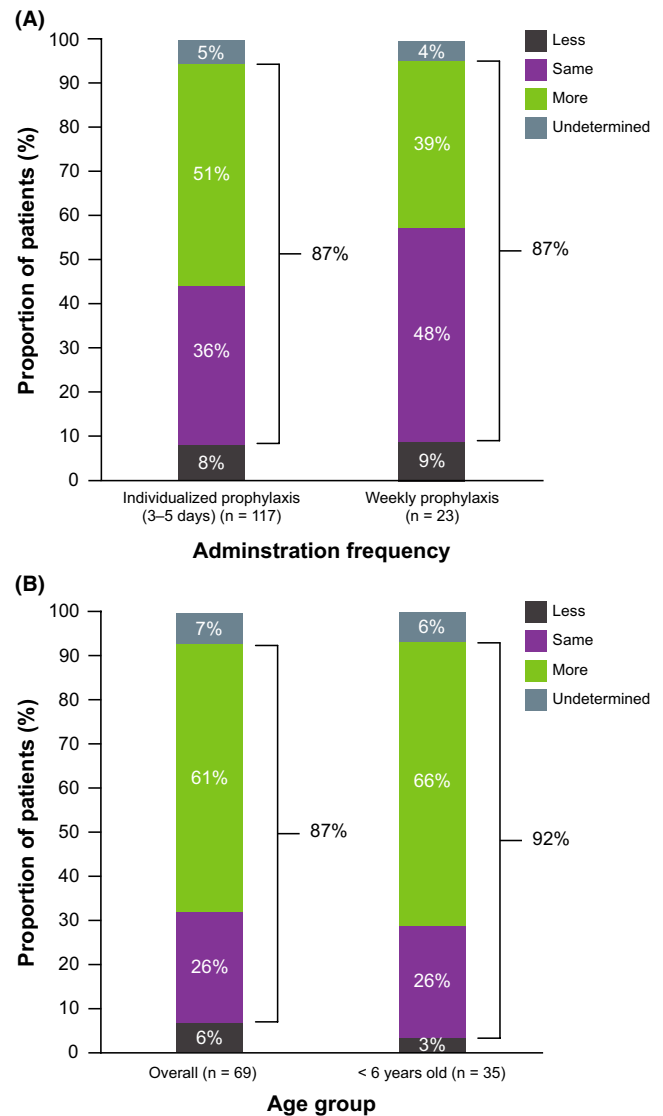 (A)
Proportion of patients (%)
100
90
80
70
60
50
40
30
20
10
0
5%
51%
36%
8%
87%
4%
39%
48%
9%
87%
Less
Same
More
Undetermined
Individualized prophylaxis
(3–5 days) (n = 117)
Weekly prophylaxis
(n = 23)
Adminstration frequency
(B)
Proportion of patients (%)
100
90
80
70
60
50
40
30
20
10
0
7%
61%
26%
6%
87%
6%
66%
26%
3%
92%
Less
Same
More
Undetermined
Overall (n = 69)
< 6 years old (n = 35)
Age group